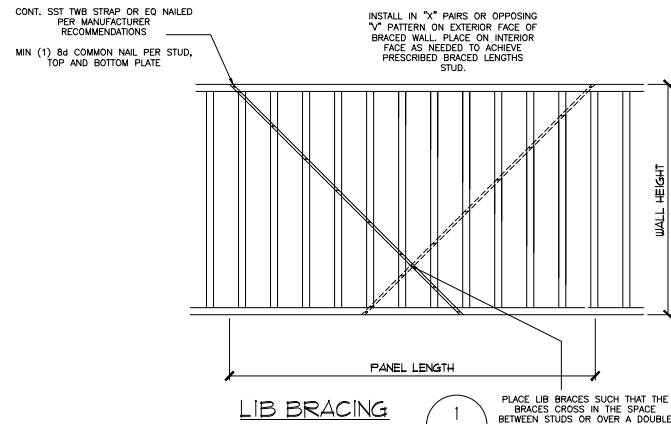 CONT. SST TWB STRAP OR EQ NAILED
PER MANUFACTURER
RECOMMENDATIONS
MIN (1) 8d COMMON NAIL PER STUD,
TOP AND BOTTOM PLATE
INSTALL IN "X" PAIRS OR OPPOSING
"V" PATTERN ON EXTERIOR FACE OF
BRACED WALL. PLACE ON INTERIOR
FACE AS NEEDED TO ACHIEVE
PRESCRIBED BRACED LENGTHS
STUD.
WALL HEIGHT
PANEL LENGTH
LIB BRACING
1
PLACE LIB BRACES SUCH THAT THE
BRACES CROSS IN THE SPACE
BETWEEN STUDS OR OVER A DOUBLE